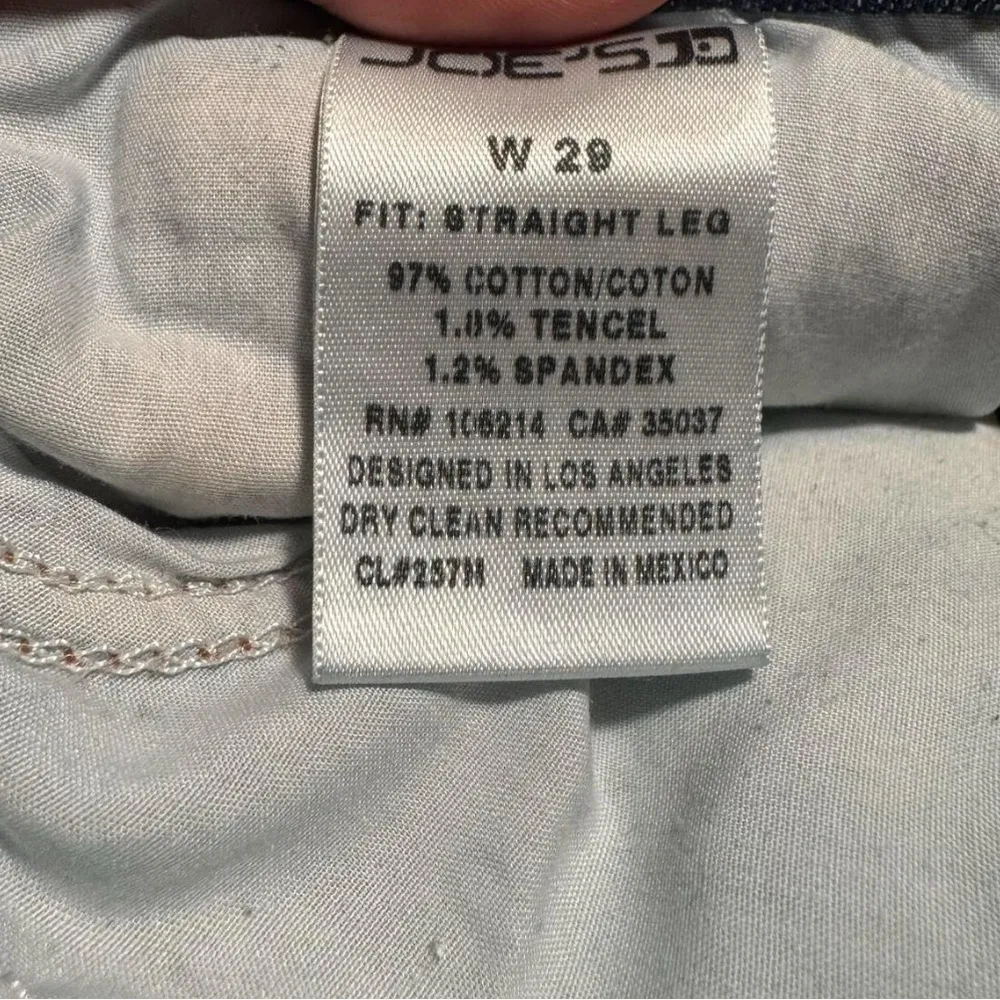 JOE'S
W 29
FIT: STRAIGHT LEG
97% COTTON/COTON
1.8% TENCEL
1.2% SPANDEX
RN# 106214 CA# 35037
DESIGNED IN LOS ANGELES
DRY CLEAN RECOMMENDED
CL#257H MADE IN MEXICO